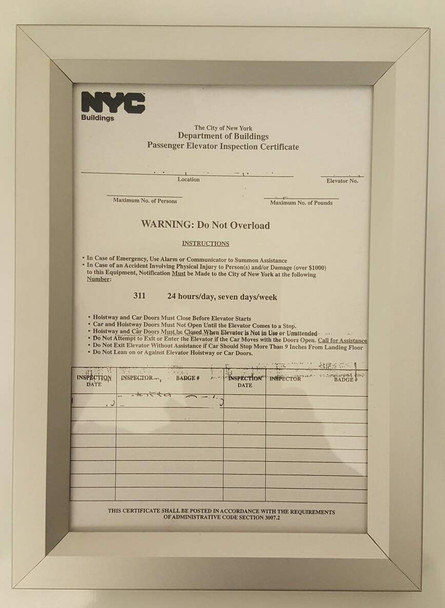 NYC
Buildings
The City of New York
Department of Buildings
Passenger Elevator Inspection Certificate
Location
Elevator No.
Maximum No. of Persons
Maximum No. of Pounds
WARNING: Do Not Overload
INSTRUCTIONS
• In Case of Emergency, Use Alarm or Communicator to Summon Assistance
• In Case of an Accident Involving Physical Injury to Person(s) and/or Damage (over $1000)
to this Equipment, Notification Must be Made to the City of New York at the following
Number:
311 24 hours/day, seven days/week
• Hoistway and Car Doors Must Close Before Elevator Starts
• Car and Hoistway Doors Must Not Open Until the Elevator Comes to a Stop.
• Hoistway and Car Doors Must be Closed When Elevator is Not in Use or Unattended
• Do Not Attempt to Exit or Enter the Elevator if the Car Moves with the Doors Open. Call for Assistance
• Do Not Exit Elevator Without Assistance if Car Should Stop More Than 9 Inches From Landing Floor
• Do Not Lean on or Against Elevator Hoistway or Car Doors.
INSPECTION DATE INSPECTOR BADGE # INSPECTION DATE INSPECTOR BADGE #
THIS CERTIFICATE SHALL BE POSTED IN ACCORDANCE WITH THE REQUIREMENTS
OF ADMINISTRATIVE CODE SECTION 3007.2